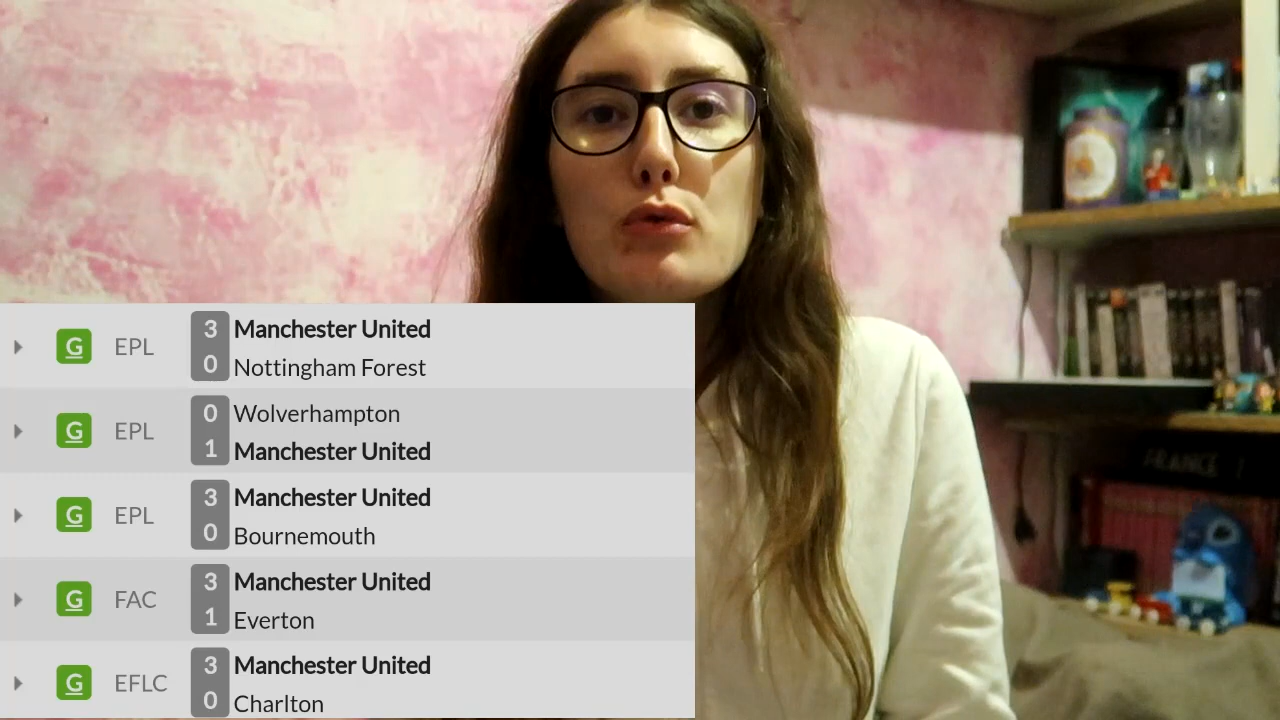 G EPL 3 Manchester United
0 Nottingham Forest
G EPL 0 Wolverhampton
1 Manchester United
G EPL 3 Manchester United
0 Bournemouth
G FAC 3 Manchester United
1 Everton
G EFLC 3 Manchester United
0 Charlton
FRANCE